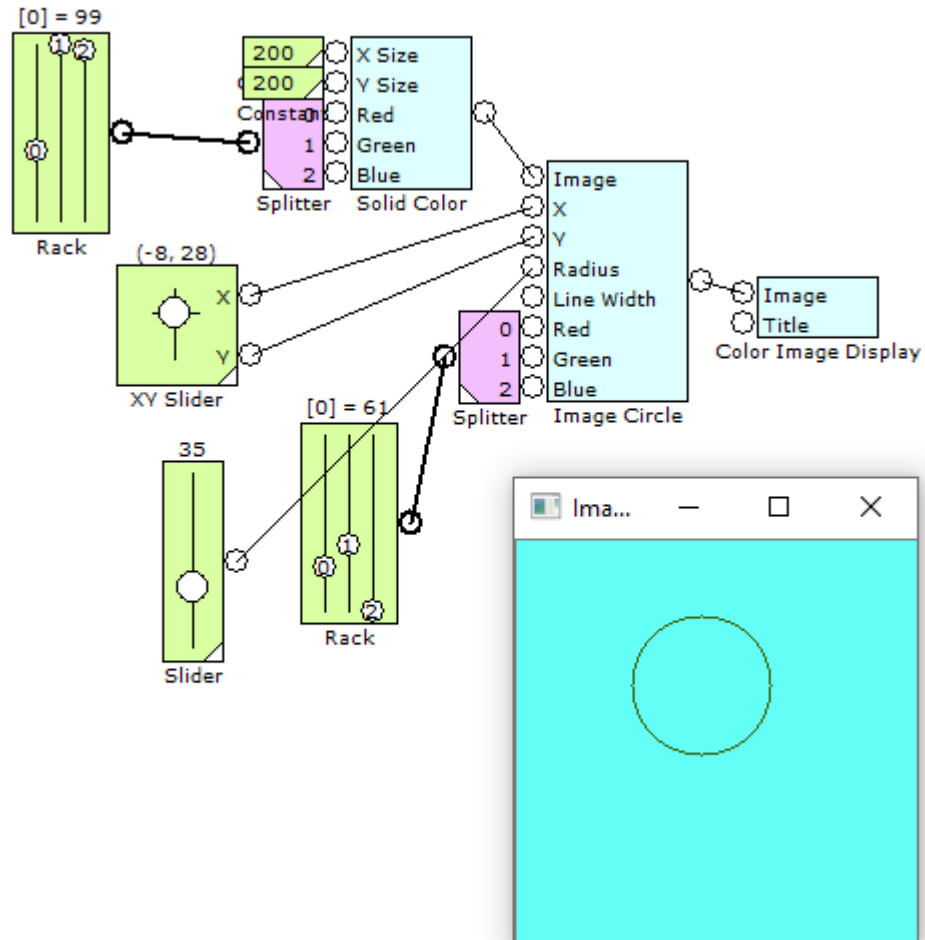 [0] = 99
0
1
2
Rack
200
200
Constant
0
1
2
Splitter
X Size
Y Size
Red
Green
Blue
Solid Color
(-8, 28)
X
Y
XY Slider
Image
X
Y
Radius
Line Width
Red
Green
Blue
Image Circle
0
1
2
Splitter
Image
Title
Color Image Display
35
Slider
[0] = 61
0
1
2
Rack
Ima...